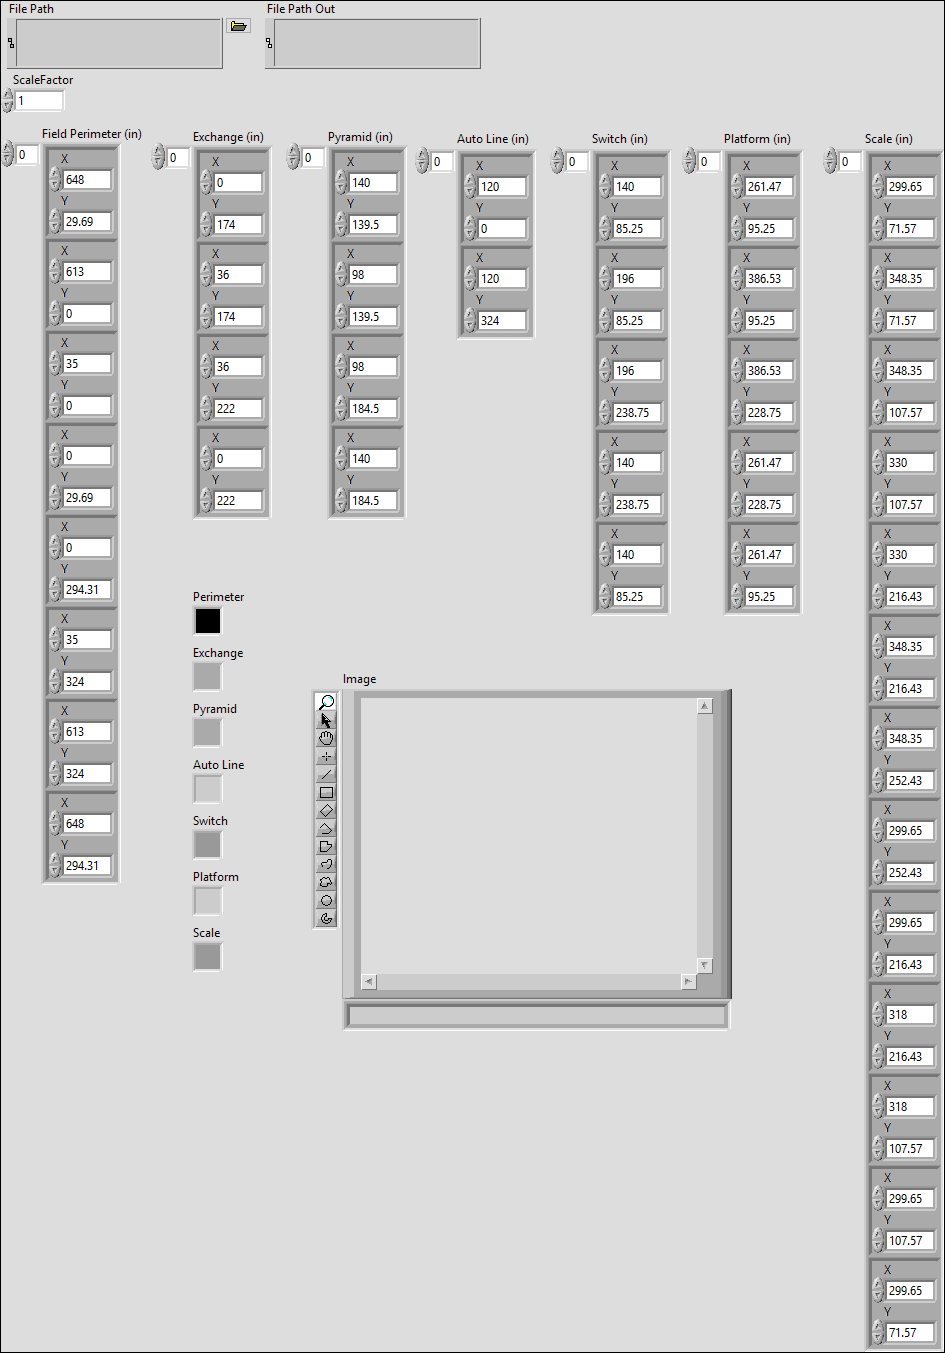 File Path
File Path Out
ScaleFactor
1
Field Perimeter (in)
0
X
648
Y
29.69
X
613
Y
0
X
35
Y
0
X
0
Y
29.69
X
0
Y
294.31
X
35
Y
324
X
613
Y
324
X
648
Y
294.31
Exchange (in)
0
X
0
Y
174
X
36
Y
174
X
36
Y
222
X
0
Y
222
Pyramid (in)
0
X
140
Y
139.5
X
98
Y
139.5
X
98
Y
184.5
X
140
Y
184.5
Auto Line (in)
0
X
120
Y
0
X
120
Y
324
Switch (in)
0
X
140
Y
85.25
X
196
Y
85.25
X
196
Y
238.75
X
140
Y
238.75
X
140
Y
85.25
Platform (in)
0
X
261.47
Y
95.25
X
386.53
Y
95.25
X
386.53
Y
228.75
X
261.47
Y
228.75
X
261.47
Y
95.25
Scale (in)
0
X
299.65
Y
71.57
X
348.35
Y
71.57
X
348.35
Y
107.57
X
330
Y
107.57
X
330
Y
216.43
X
348.35
Y
216.43
X
348.35
Y
252.43
X
299.65
Y
252.43
X
299.65
Y
216.43
X
318
Y
216.43
X
318
Y
107.57
X
299.65
Y
107.57
X
299.65
Y
71.57
Perimeter
Exchange
Pyramid
Auto Line
Switch
Platform
Scale
Image